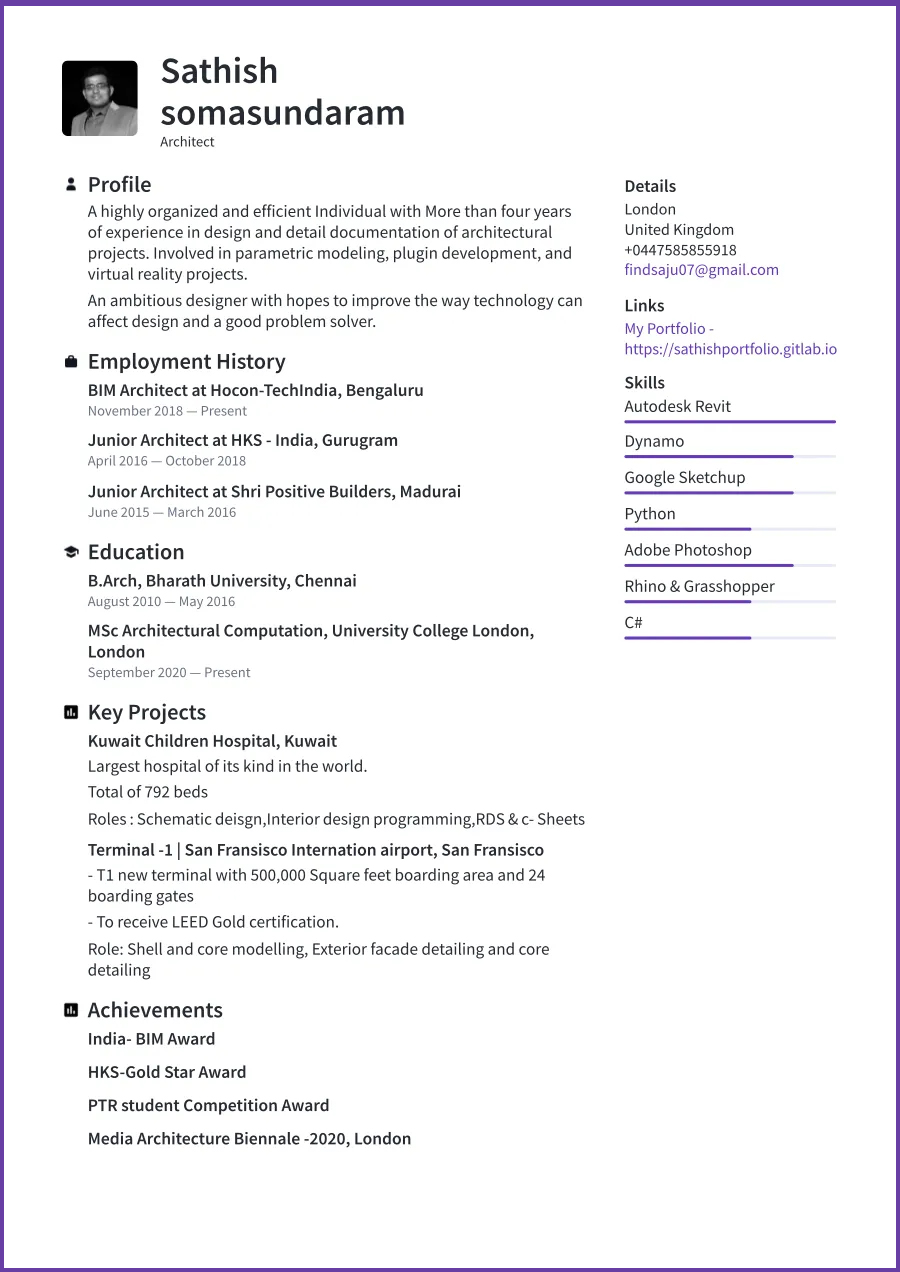 Sathish
somasundaram
Architect
Profile
A highly organized and efficient Individual with More than four years
of experience in design and detail documentation of architectural
projects. Involved in parametric modeling, plugin development, and
virtual reality projects.
An ambitious designer with hopes to improve the way technology can
affect design and a good problem solver.
Employment History
BIM Architect at Hocon-TechIndia, Bengaluru
November 2018 — Present
Junior Architect at HKS - India, Gurugram
April 2016 — October 2018
Junior Architect at Shri Positive Builders, Madurai
June 2015 — March 2016
Education
B.Arch, Bharath University, Chennai
August 2010 — May 2016
MSc Architectural Computation, University College London,
London
September 2020 — Present
Key Projects
Kuwait Children Hospital, Kuwait
Largest hospital of its kind in the world.
Total of 792 beds
Roles : Schematic deisgn,Interior design programming,RDS & c- Sheets
Terminal -1 | San Fransisco Internation airport, San Fransisco
- T1 new terminal with 500,000 Square feet boarding area and 24
boarding gates
- To receive LEED Gold certification.
Role: Shell and core modelling, Exterior facade detailing and core
detailing
Achievements
India- BIM Award
HKS-Gold Star Award
PTR student Competition Award
Media Architecture Biennale -2020, London
Details
London
United Kingdom
+0447585855918
findsaju07@gmail.com
Links
My Portfolio -
https://sathishportfolio.gitlab.io
Skills
Autodesk Revit
Dynamo
Google Sketchup
Python
Adobe Photoshop
Rhino & Grasshopper
C#